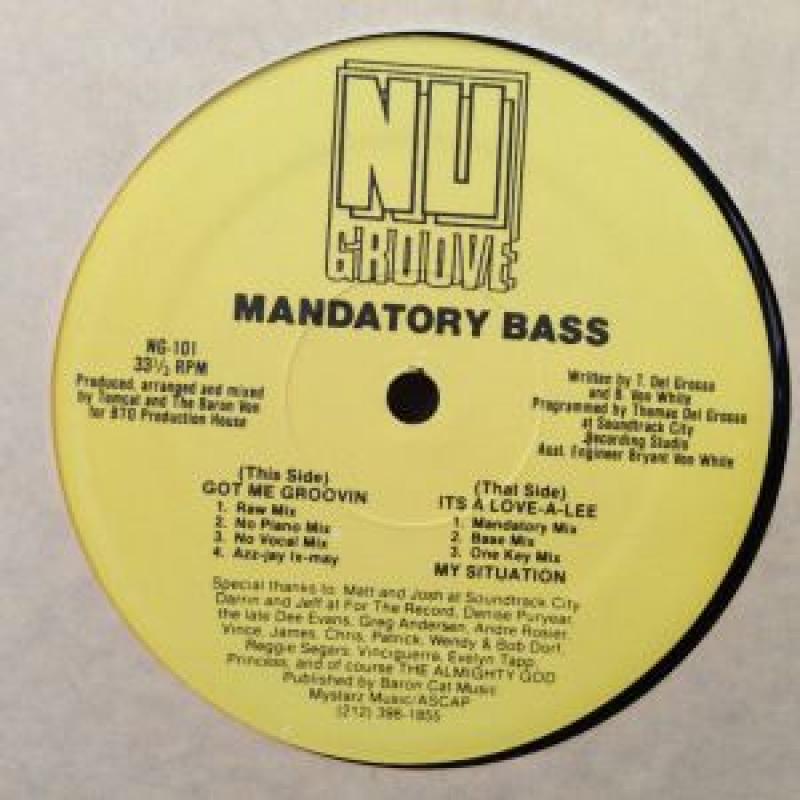 NU
GROOVE
MANDATORY BASS
NG-101
33⅓ RPM
Produced, arranged and mixed
by Tomcat and The Baron Von
for BTO Production House
Written by T. Del Grosso
and B. Von While
Programmed by Thomas Del Grosso
at Soundtrack City
Recording Studio
Asst. Engineer Bryant Von While
(This Side)
GOT ME GROOVIN
1. Raw Mix
2. No Piano Mix
3. No Vocal Mix
4. Azz-jay Is-may
(That Side)
ITS A LOVE-A-LEE
1. Mandatory Mix
2. Base Mix
3. One Key Mix
MY SITUATION
Special thanks to: Matt and Josh at Soundtrack City
Darrin and Jeff at For The Record, Denise Puryear,
the late Dee Evans, Greg Andersen, Andre Rosier,
Vince, James, Chris, Patrick, Wendy & Bob Dorf,
Reggie Segers, Vinciguerra, Evelyn Tapp,
Princess, and of course THE ALMIGHTY GOD
Published by Baron Cat Music
Mystarz Music/ASCAP
(212) 398-1855